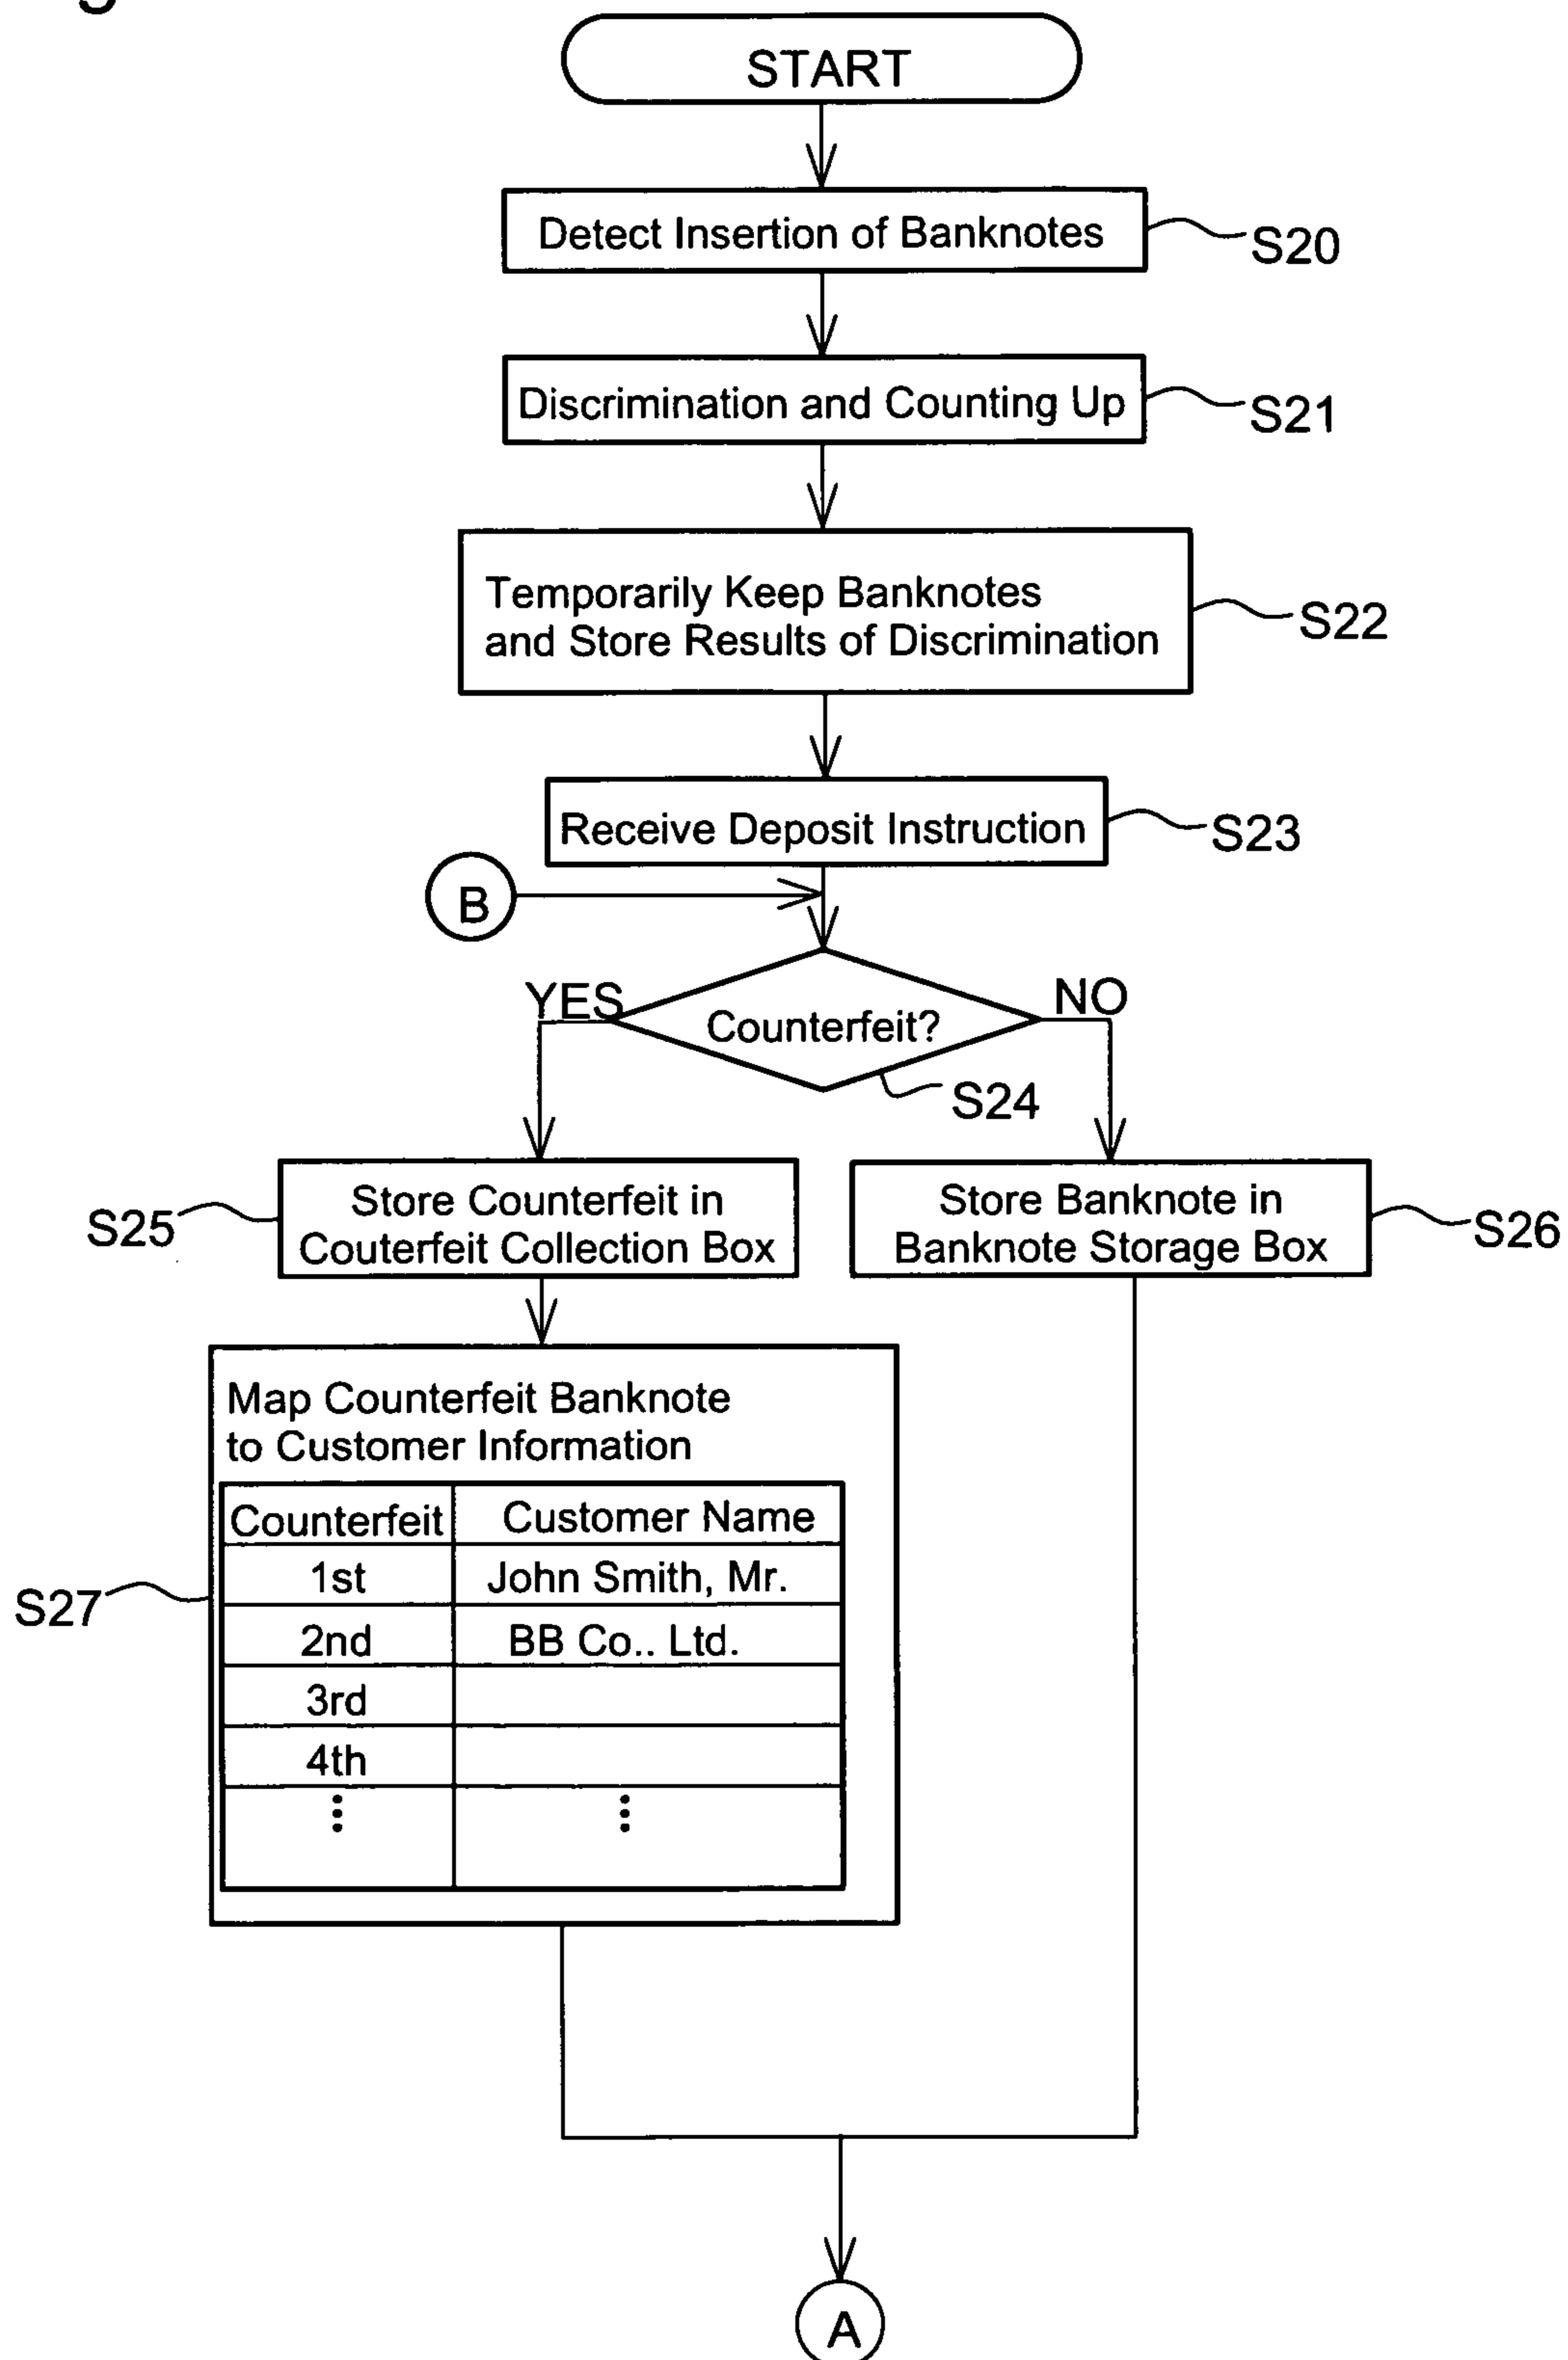 START
Detect Insertion of Banknotes
S20
Discrimination and Counting Up
S21
Temporarily Keep Banknotes
and Store Results of Discrimination
S22
Receive Deposit Instruction
S23
B
YES
NO
Counterfeit?
S24
Store Counterfeit in
Couterfeit Collection Box
S25
Store Banknote in
Banknote Storage Box
S26
Map Counterfeit Banknote
to Customer Information
Counterfeit Customer Name
1st John Smith, Mr.
S27
2nd BB Co.. Ltd.
3rd
4th
A